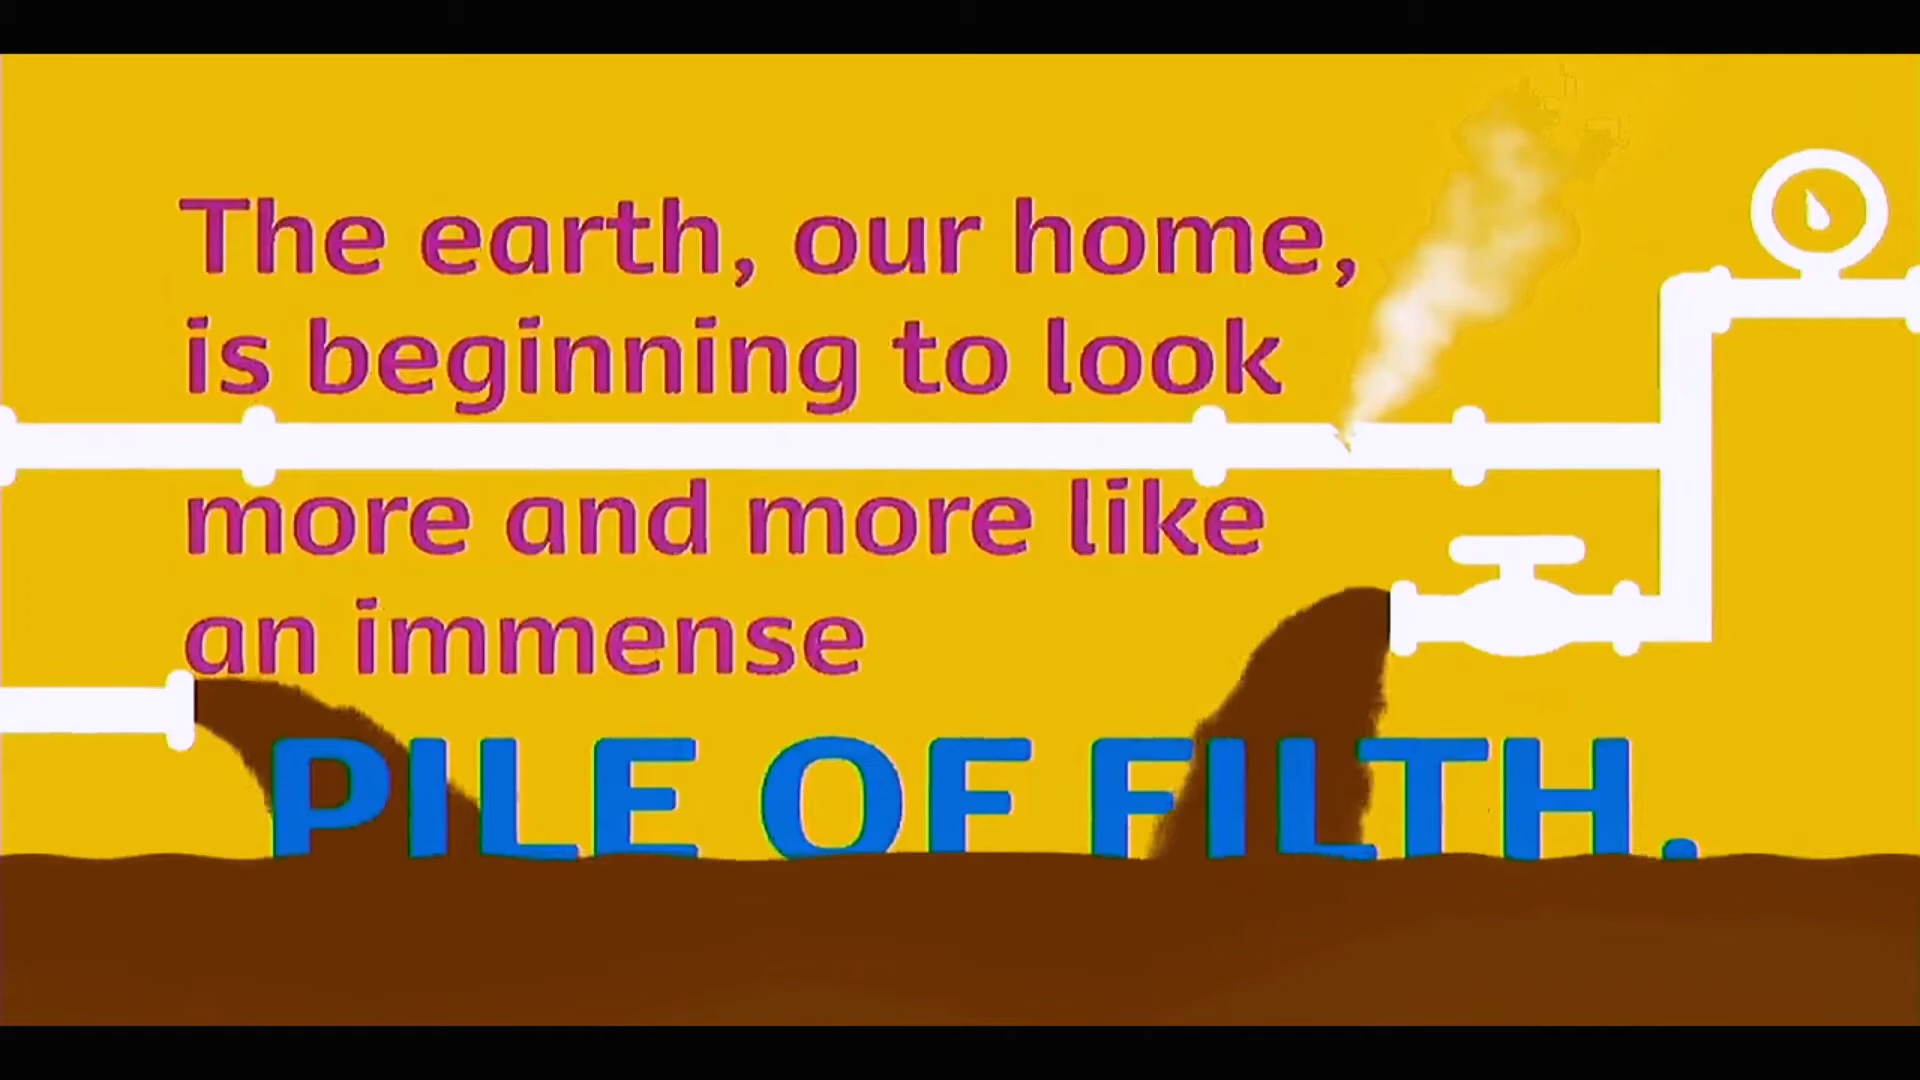 The earth, our home,
is beginning to look
more and more like
an immense
PILE OF FILTH.